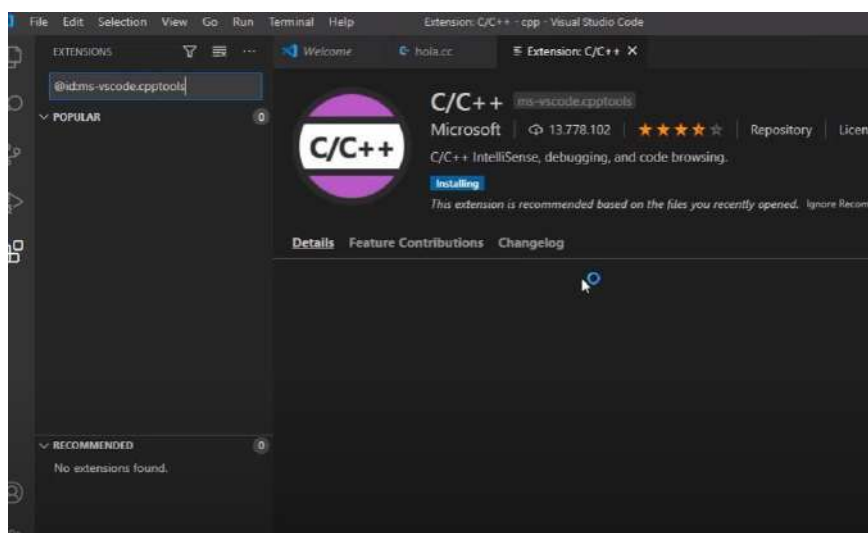 File Edit Selection View Go Run Terminal Help Extension: C/C++ - cpp - Visual Studio Code
EXTENSIONS
Welcome hola.cc Extension: C/C++
@id:ms-vscode.cpptools
POPULAR 0
C/C++
C/C++ ms-vscode.cpptools
Microsoft 13.778.102 Repository Licen
C/C++ IntelliSense, debugging, and code browsing.
Installing
This extension is recommended based on the files you recently opened. Ignore Recom
Details Feature Contributions Changelog
RECOMMENDED 0
No extensions found.